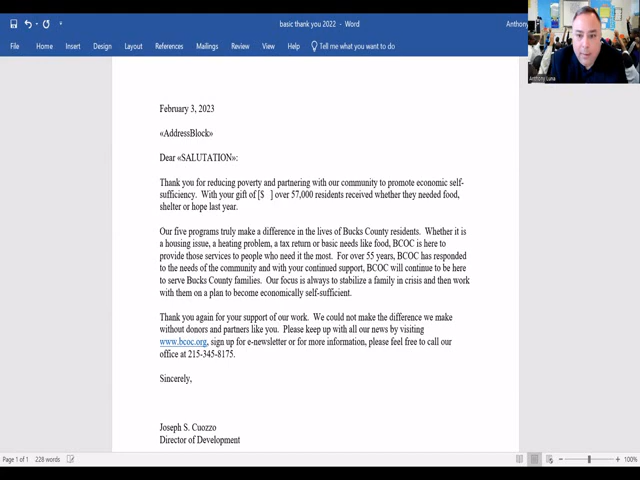 basic thank you 2022 - Word
Anthony
File Home Insert Design Layout References Mailings Review View Help Tell me what you want to do
Anthony Luna
February 3, 2023
«AddressBlock»
Dear «SALUTATION»:
Thank you for reducing poverty and partnering with our community to promote economic self-
sufficiency. With your gift of [$ ] over 57,000 residents received whether they needed food,
shelter or hope last year.
Our five programs truly make a difference in the lives of Bucks County residents. Whether it is
a housing issue, a heating problem, a tax return or basic needs like food, BCOC is here to
provide those services to people who need it the most. For over 55 years, BCOC has responded
to the needs of the community and with your continued support, BCOC will continue to be here
to serve Bucks County families. Our focus is always to stabilize a family in crisis and then work
with them on a plan to become economically self-sufficient.
Thank you again for your support of our work. We could not make the difference we make
without donors and partners like you. Please keep up with all our news by visiting
www.bcoc.org, sign up for e-newsletter or for more information, please feel free to call our
office at 215-345-8175.
Sincerely,
Joseph S. Cuozzo
Director of Development
Page 1 of 1 228 words
100%